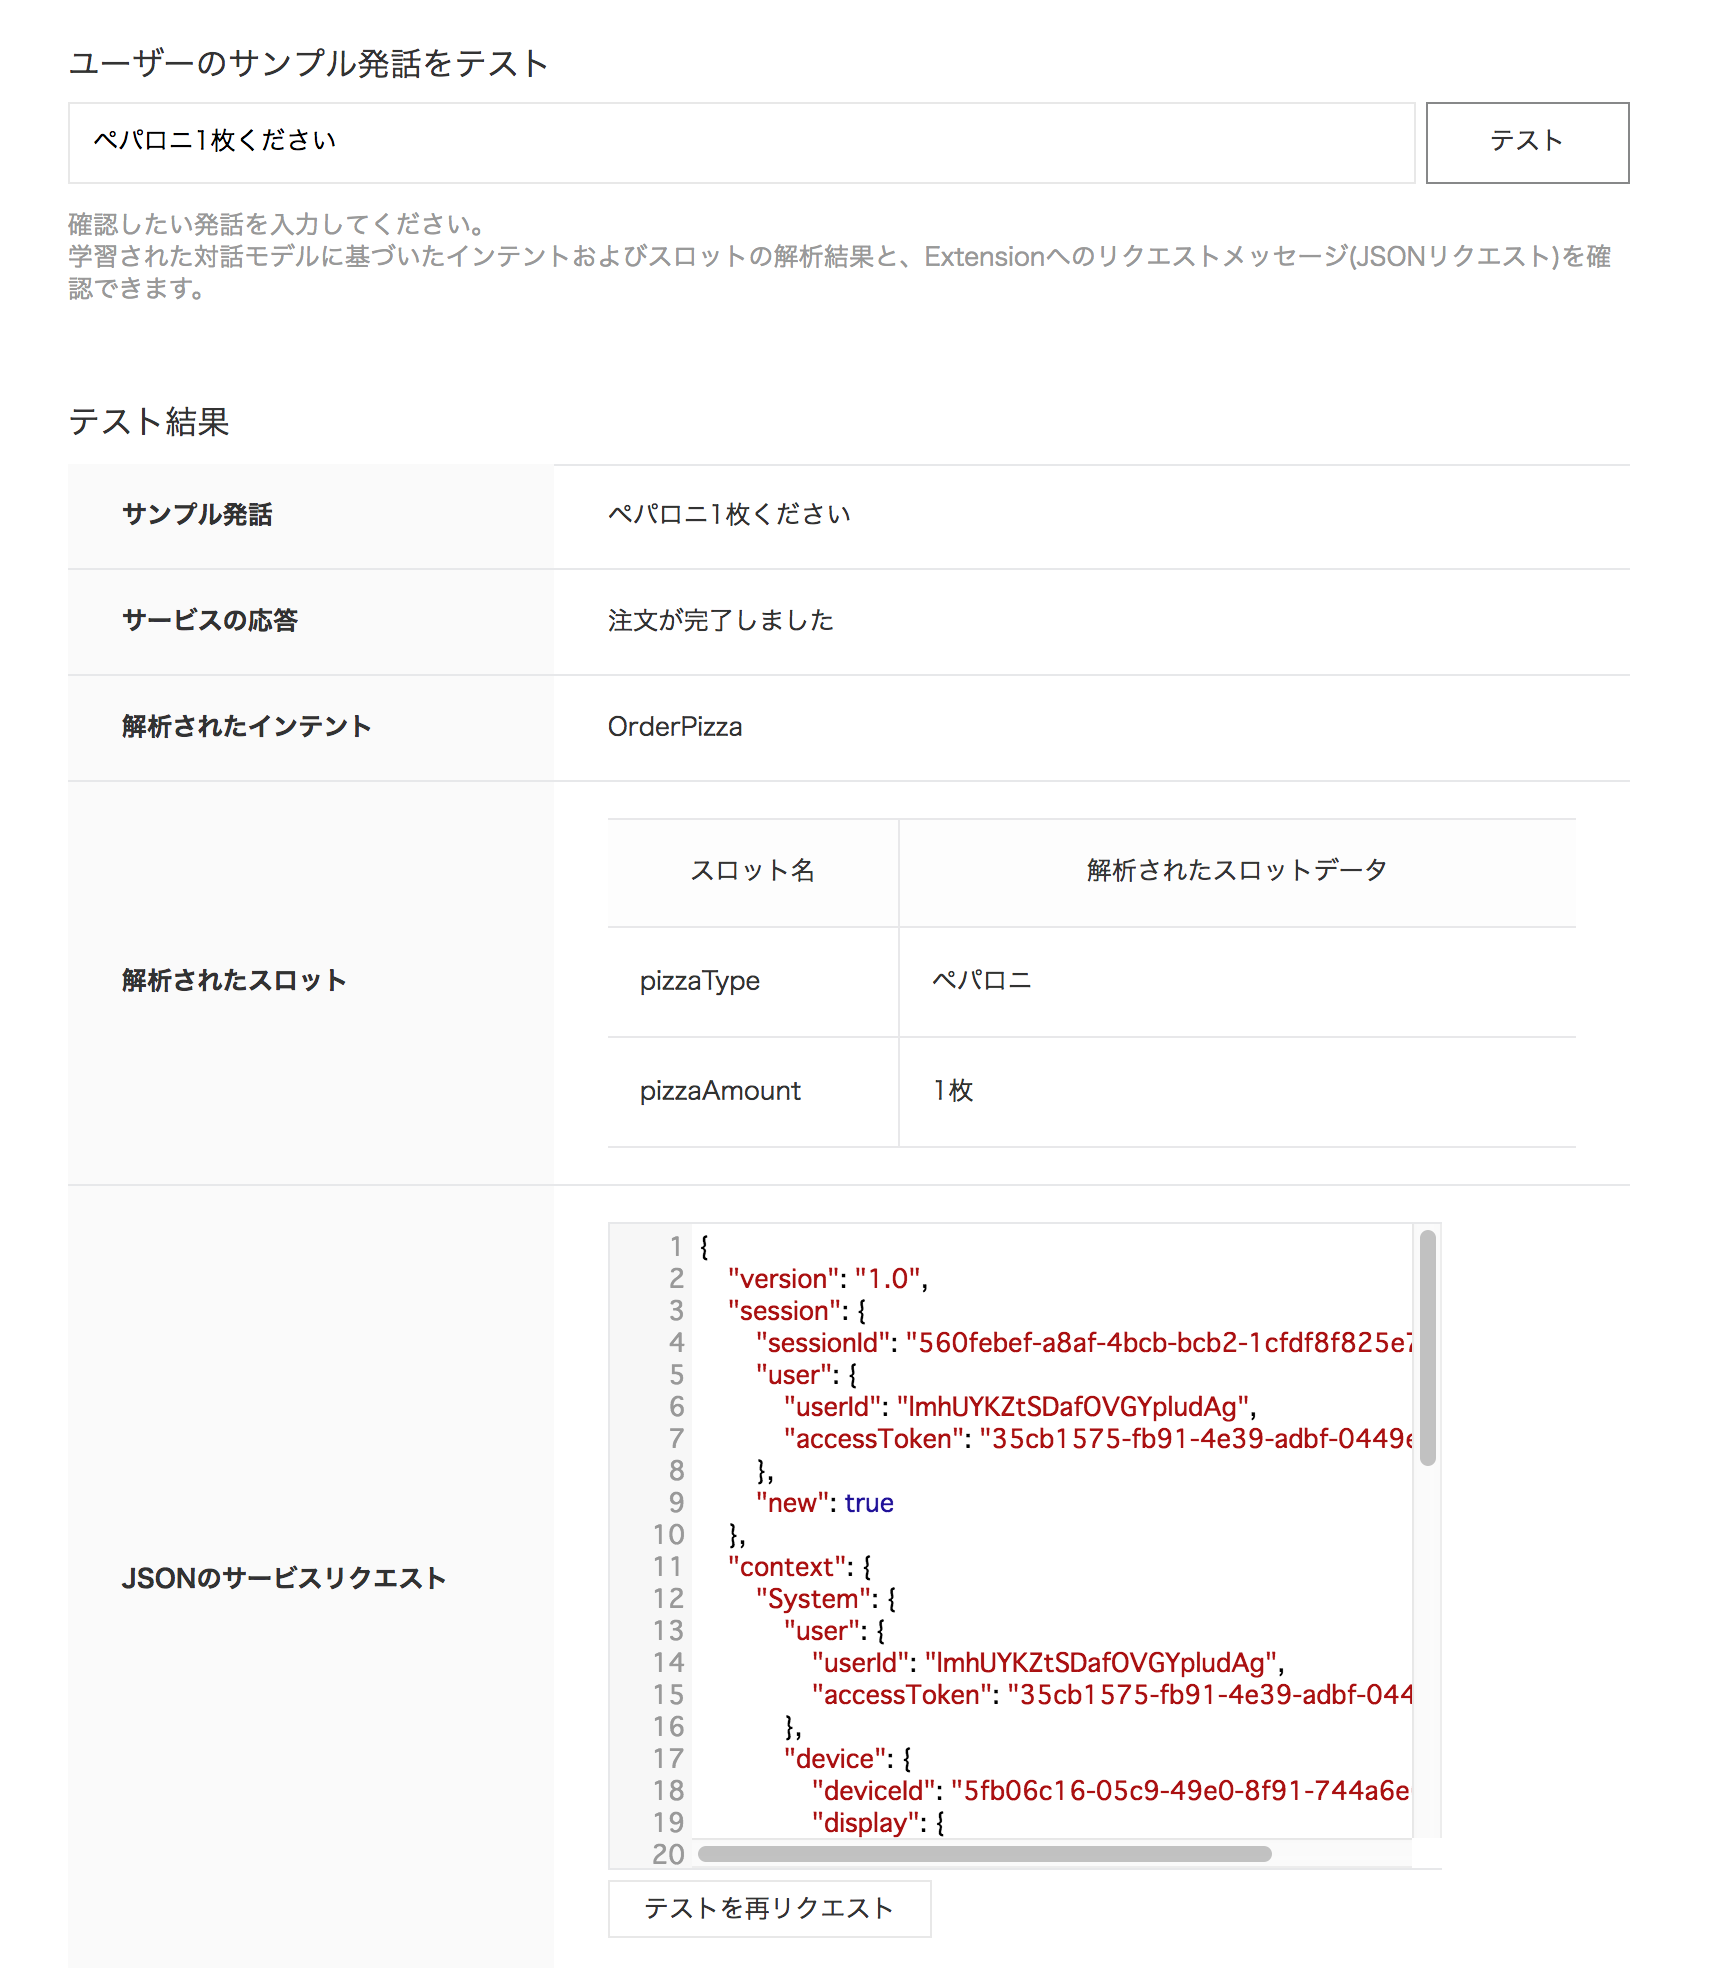 ユーザーのサンプル発話をテスト
ペパロニ1枚ください
テスト
確認したい発話を入力してください。
学習された対話モデルに基づいたインテントおよびスロットの解析結果と、Extensionへのリクエストメッセージ(JSONリクエスト)を確
認できます。
テスト結果
サンプル発話 ペパロニ1枚ください
サービスの応答 注文が完了しました
解析されたインテント OrderPizza
解析されたスロット
スロット名 解析されたスロットデータ
pizzaType ペパロニ
pizzaAmount 1枚
JSONのサービスリクエスト
1 {
2 "version": "1.0",
3 "session": {
4 "sessionId": "560febef-a8af-4bcb-bcb2-1cfdf8f825e7
5 "user": {
6 "userId": "lmhUYKZtSDafOVGYpludAg",
7 "accessToken": "35cb1575-fb91-4e39-adbf-0449e
8 },
9 "new": true
10 },
11 "context": {
12 "System": {
13 "user": {
14 "userId": "lmhUYKZtSDafOVGYpludAg",
15 "accessToken": "35cb1575-fb91-4e39-adbf-044
16 },
17 "device": {
18 "deviceId": "5fb06c16-05c9-49e0-8f91-744a6e
19 "display": {
20
テストを再リクエスト